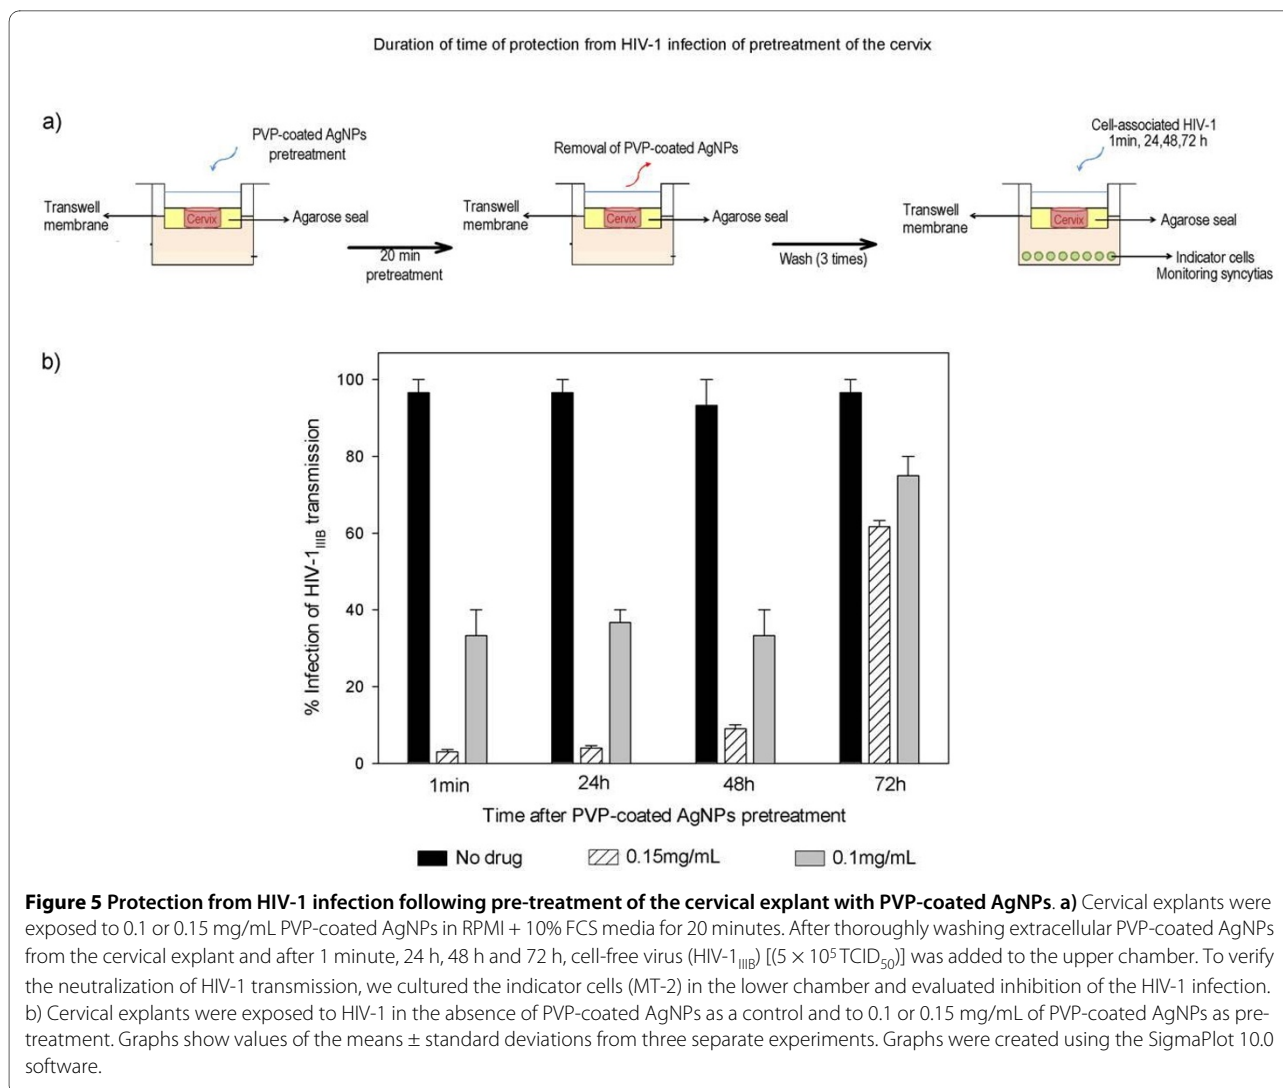 Duration of time of protection from HIV-1 infection of pretreatment of the cervix
a)
PVP-coated AgNPs
pretreatment
Transwell
membrane
Cervix
Agarose seal
20 min
pretreatment
Removal of PVP-coated AgNPs
Transwell
membrane
Cervix
Agarose seal
Wash (3 times)
Cell-associated HIV-1
1min, 24,48,72 h
Transwell
membrane
Cervix
Agarose seal
Indicator cells
Monitoring syncytias
b)
% Infection of HIV-1IIIB transmission
100
80
60
40
20
0
1min 24h 48h 72h
Time after PVP-coated AgNPs pretreatment
No drug 0.15mg/mL 0.1mg/mL
Figure 5 Protection from HIV-1 infection following pre-treatment of the cervical explant with PVP-coated AgNPs. a) Cervical explants were
exposed to 0.1 or 0.15 mg/mL PVP-coated AgNPs in RPMI + 10% FCS media for 20 minutes. After thoroughly washing extracellular PVP-coated AgNPs
from the cervical explant and after 1 minute, 24 h, 48 h and 72 h, cell-free virus (HIV-1IIIB) [(5 × 10⁵ TCID₅₀)] was added to the upper chamber. To verify
the neutralization of HIV-1 transmission, we cultured the indicator cells (MT-2) in the lower chamber and evaluated inhibition of the HIV-1 infection.
b) Cervical explants were exposed to HIV-1 in the absence of PVP-coated AgNPs as a control and to 0.1 or 0.15 mg/mL of PVP-coated AgNPs as pre-
treatment. Graphs show values of the means ± standard deviations from three separate experiments. Graphs were created using the SigmaPlot 10.0
software.